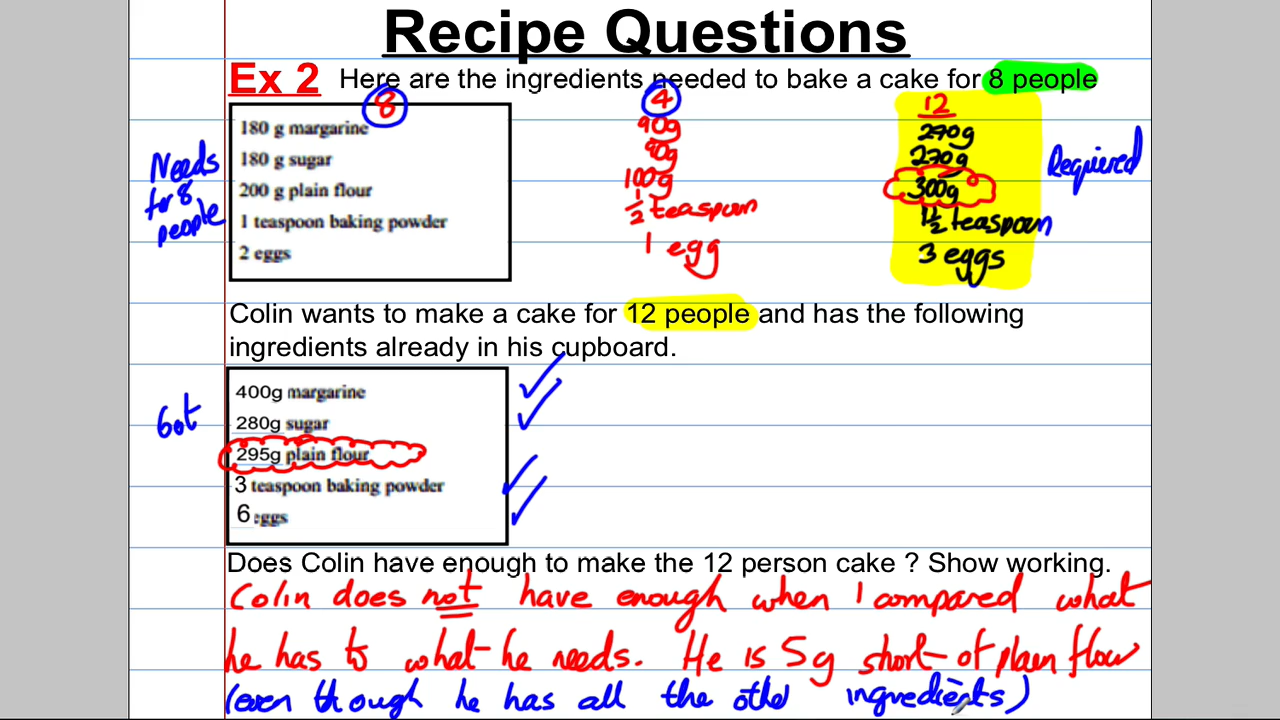 Recipe Questions
Ex 2 Here are the ingredients needed to bake a cake for 8 people
8 4 12
180 g margarine 90g 270g
180 g sugar 90g 270g
200 g plain flour 100g 300g
1 teaspoon baking powder 1/2 teaspoon 1 1/2 teaspoon
2 eggs 1 egg 3 eggs
Needs
for 8
people
Required
Colin wants to make a cake for 12 people and has the following
ingredients already in his cupboard.
Got
400g margarine
280g sugar
295g plain flour
3 teaspoon baking powder
6 eggs
Does Colin have enough to make the 12 person cake ? Show working.
Colin does not have enough when I compared what
he has to what he needs. He is 5g short of plain flow
(even though he has all the other ingredients)